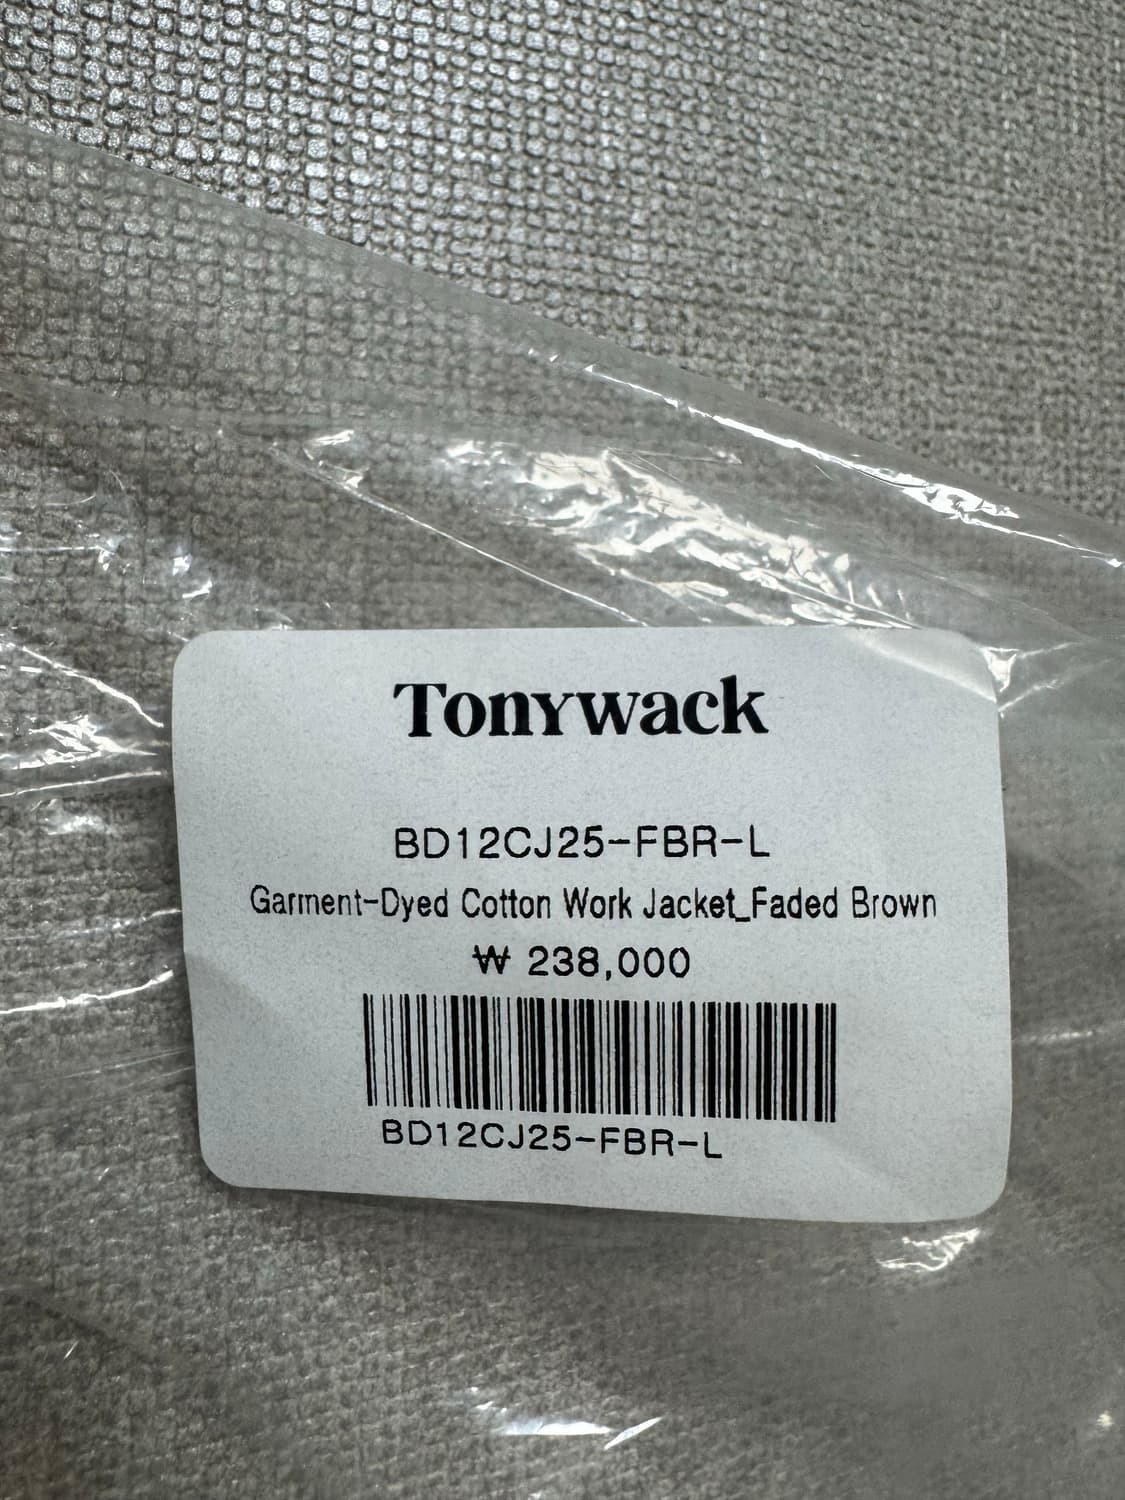 Tonywack
BD12CJ25-FBR-L
Garment-Dyed Cotton Work Jacket_Faded Brown
₩ 238,000
BD12CJ25-FBR-L